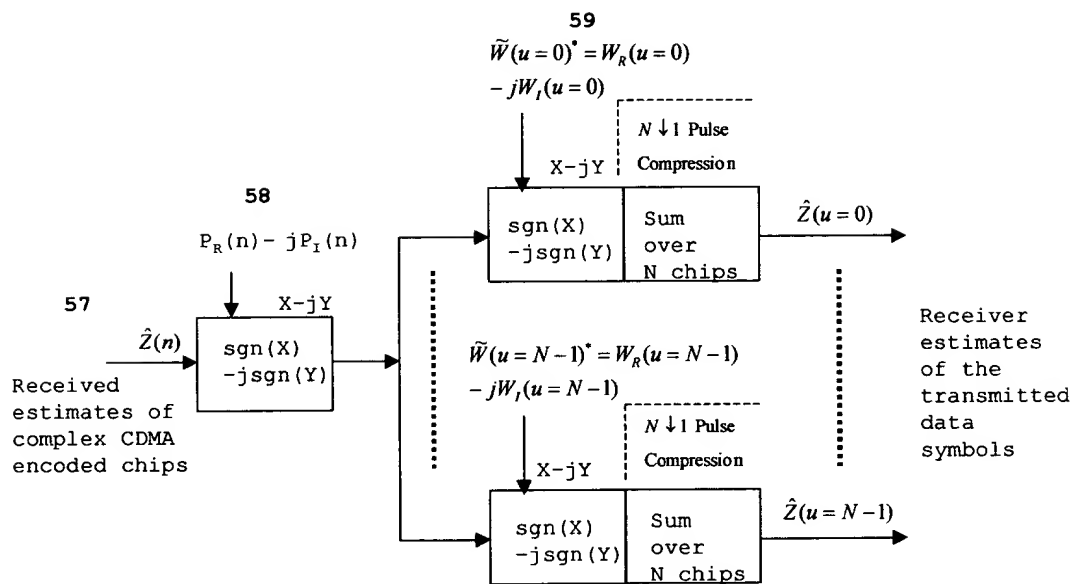 59
W̃(u=0)* = W_R(u=0)
- jW_I(u=0)
N↓1 Pulse
Compression
X-jY
58
P_R(n)- jP_I(n)
sgn(X)
-jsgn(Y)
Sum
over
N chips
Ẑ(u=0)
57
X-jY
Ẑ(n)
sgn(X)
-jsgn(Y)
Received
estimates of
complex CDMA
encoded chips
W̃(u=N-1)* = W_R(u=N-1)
- jW_I(u=N-1)
N↓1 Pulse
Compression
X-jY
sgn(X)
-jsgn(Y)
Sum
over
N chips
Ẑ(u=N-1)
Receiver
estimates
of the
transmitted
data
symbols